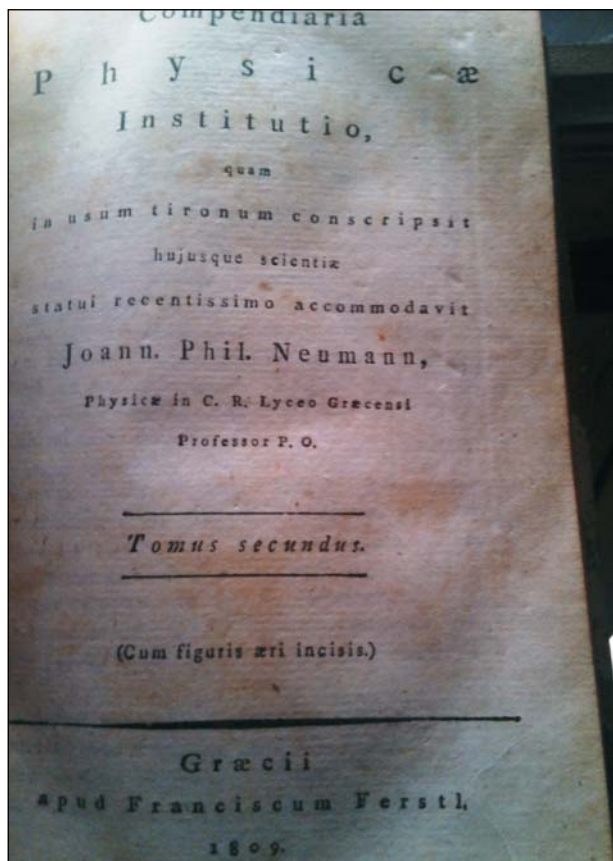 Compendiaria
Physicæ
Institutio,
quam
in usum tironum conscripsit
hujusque scientiæ
statui recentissimo accommodavit
Joann. Phil. Neumann,
Physicæ in C. R. Lyceo Græcensi
Professor P. O.
Tomus secundus.
(Cum figuris æri incisis.)
Græcii
apud Franciscum Ferstl,
1809.